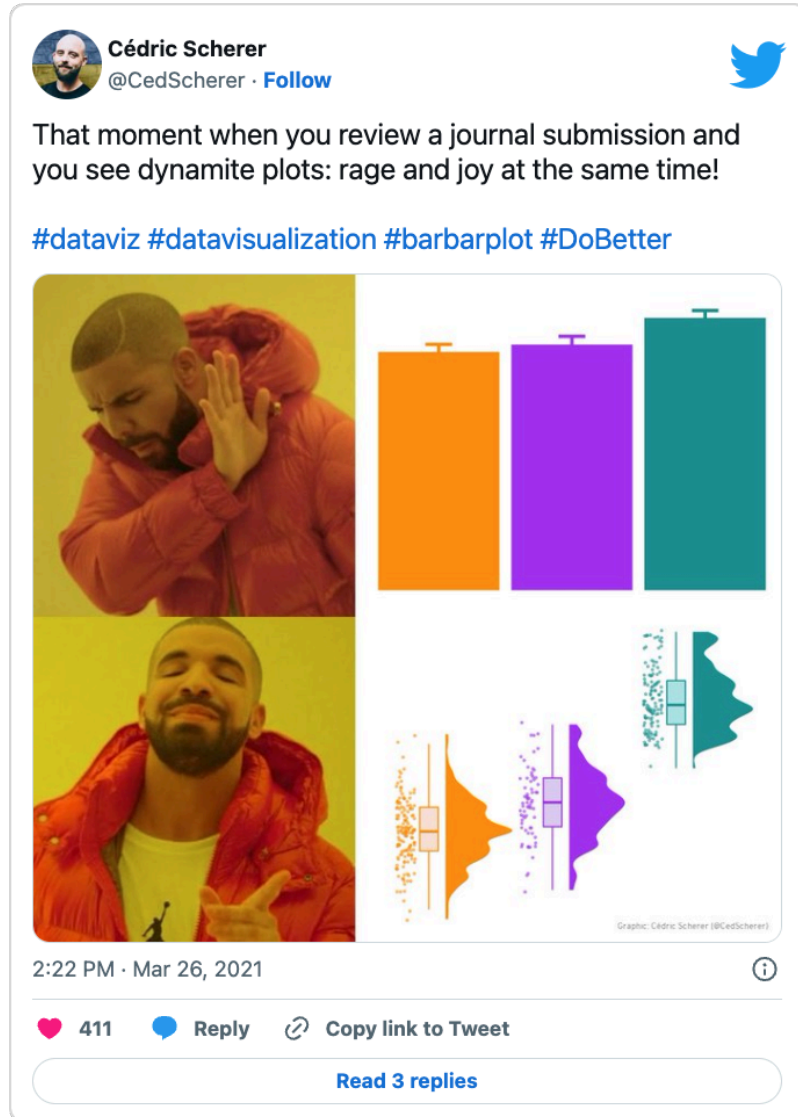 Cédric Scherer
@CedScherer · Follow
That moment when you review a journal submission and
you see dynamite plots: rage and joy at the same time!
#dataviz #datavisualization #barbarplot #DoBetter
Graphic: Cédric Scherer (@CedScherer)
2:22 PM · Mar 26, 2021
411 Reply Copy link to Tweet
Read 3 replies